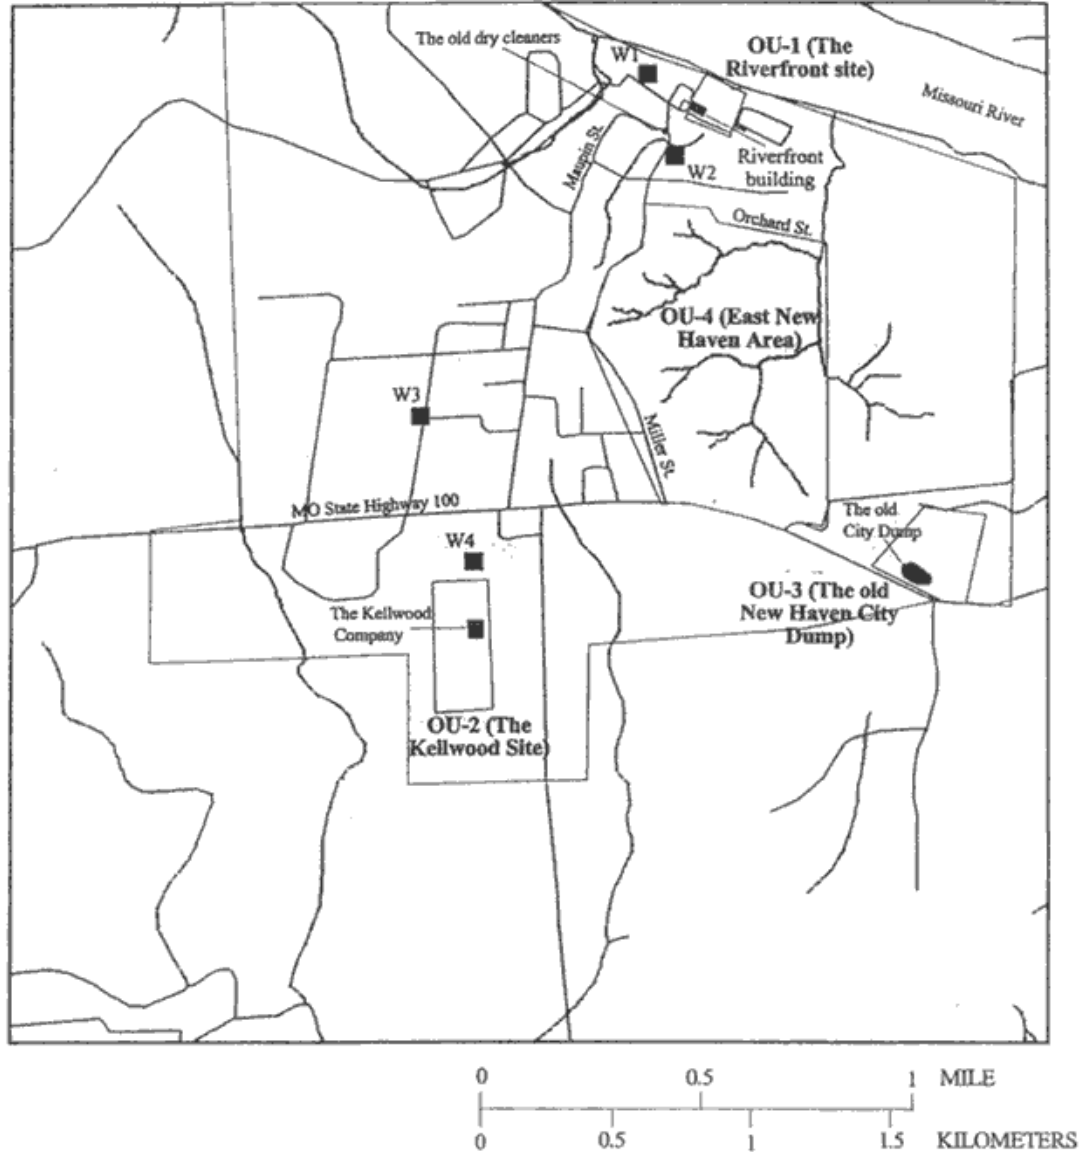 The old dry cleaners
W1
OU-1 (The
Riverfront site)
Missouri River
Maupin St.
W2
Riverfront
building
Orchard St.
OU-4 (East New
Haven Area)
W3
Miller St.
MO State Highway 100
The old
City Dump
W4
OU-3 (The old
New Haven City
Dump)
The Kellwood
Company
OU-2 (The
Kellwood Site)
0 0.5 1 MILE
0 0.5 1 1.5 KILOMETERS